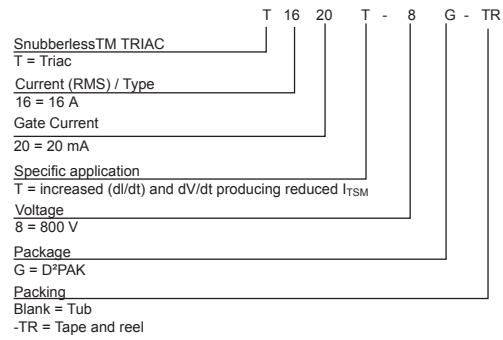 T 16 20 T - 8 G - TR
SnubberlessTM TRIAC
T = Triac
Current (RMS) / Type
16 = 16 A
Gate Current
20 = 20 mA
Specific application
T = increased (dI/dt) and dV/dt producing reduced ITSM
Voltage
8 = 800 V
Package
G = D²PAK
Packing
Blank = Tub
-TR = Tape and reel